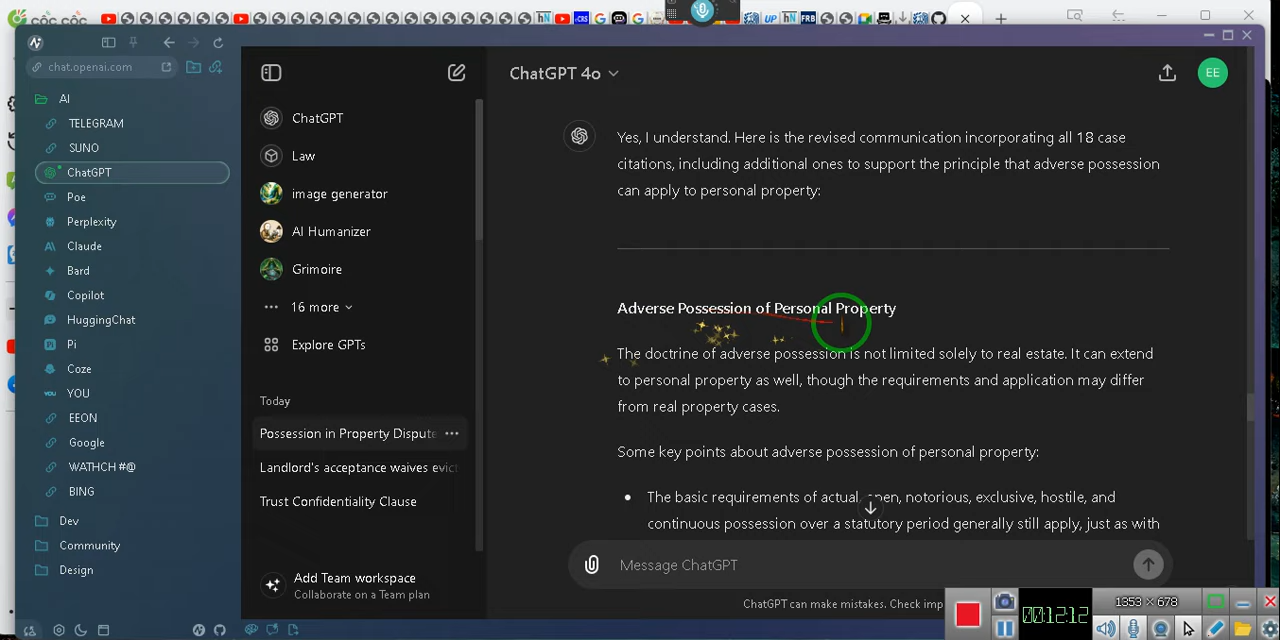 cốc cốc
chat.openai.com
AI
TELEGRAM
SUNO
ChatGPT
Poe
Perplexity
Claude
Bard
Copilot
HuggingChat
Pi
Coze
YOU
EEON
Google
WATHCH #@
BING
Dev
Community
Design
ChatGPT
Law
image generator
AI Humanizer
Grimoire
16 more
Explore GPTs
Today
Possession in Property Dispute
Landlord's acceptance waives evict
Trust Confidentiality Clause
Add Team workspace
Collaborate on a Team plan
ChatGPT 4o
EE
Yes, I understand. Here is the revised communication incorporating all 18 case
citations, including additional ones to support the principle that adverse possession
can apply to personal property:
Adverse Possession of Personal Property
The doctrine of adverse possession is not limited solely to real estate. It can extend
to personal property as well, though the requirements and application may differ
from real property cases.
Some key points about adverse possession of personal property:
• The basic requirements of actual, open, notorious, exclusive, hostile, and
continuous possession over a statutory period generally still apply, just as with
Message ChatGPT
ChatGPT can make mistakes. Check imp
1353 × 678
00:12:12